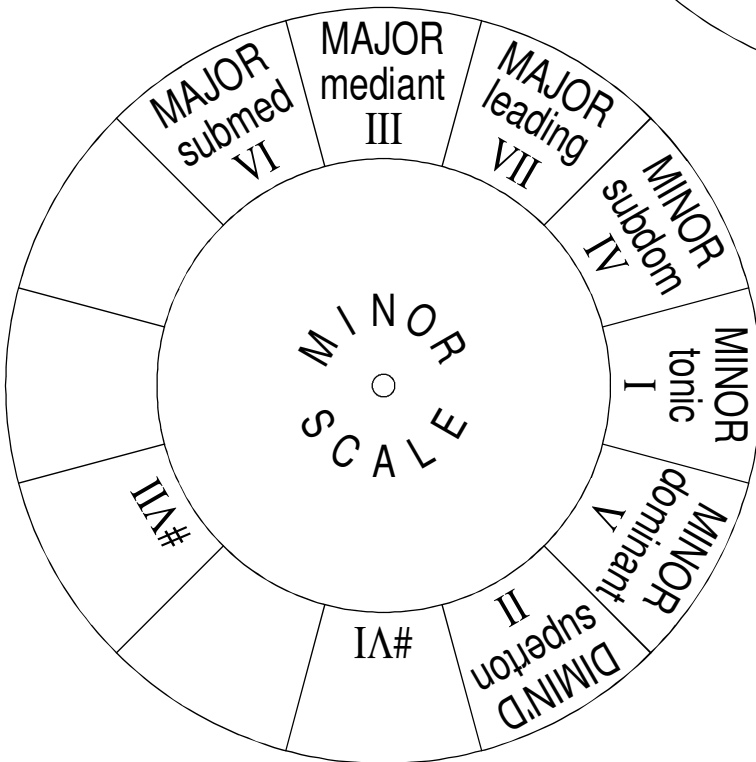 MAJOR
submed
VI
MAJOR
mediant
III
MAJOR
leading
VII
MINOR
subdom
IV
MINOR
tonic
I
MINOR
dominant
V
DIMIN'D
superton
II
#VI
#VII
MINOR
SCALE